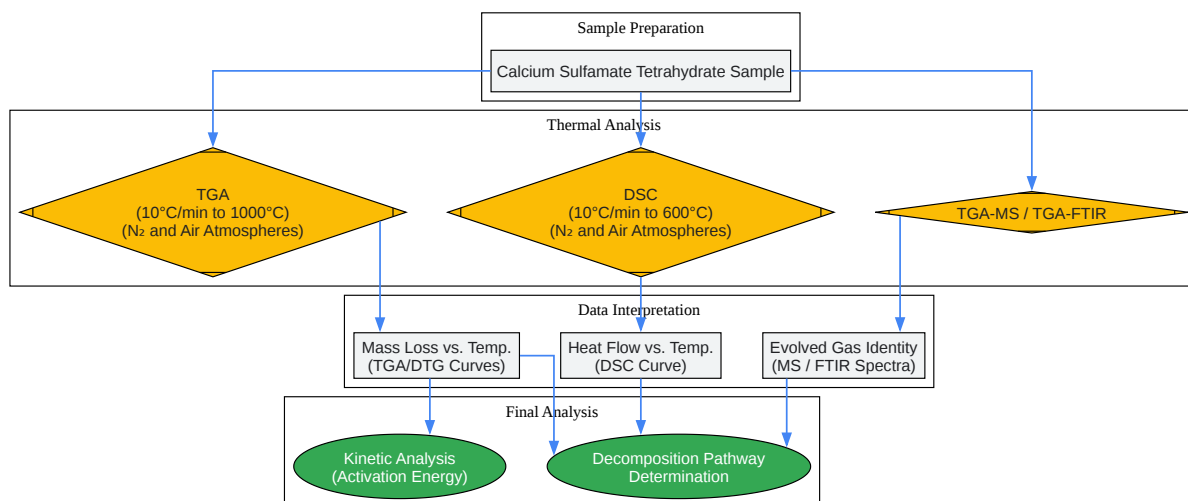 Sample Preparation
Calcium Sulfamate Tetrahydrate Sample
Thermal Analysis
TGA
(10°C/min to 1000°C)
(N₂ and Air Atmospheres)
DSC
(10°C/min to 600°C)
(N₂ and Air Atmospheres)
TGA-MS / TGA-FTIR
Data Interpretation
Mass Loss vs. Temp.
(TGA/DTG Curves)
Heat Flow vs. Temp.
(DSC Curve)
Evolved Gas Identity
(MS / FTIR Spectra)
Final Analysis
Kinetic Analysis
(Activation Energy)
Decomposition Pathway
Determination